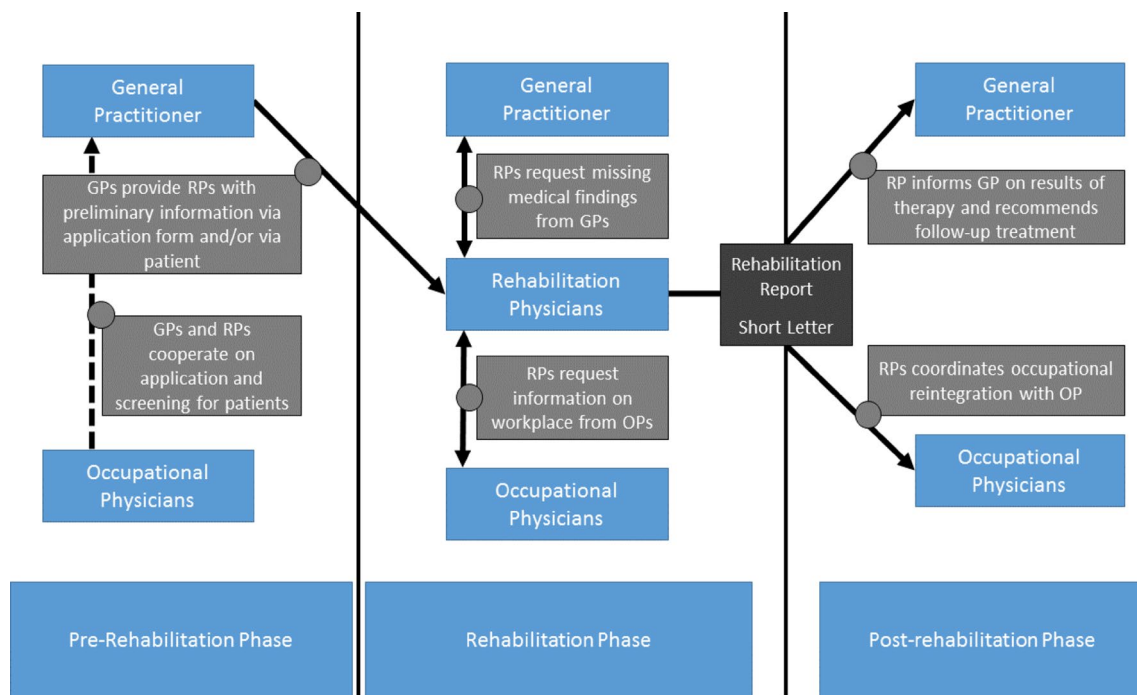 General
Practitioner
GPs provide RPs with
preliminary information via
application form and/or via
patient
GPs and RPs
cooperate on
application and
screening for patients
Occupational
Physicians
Pre-Rehabilitation Phase
General
Practitioner
RPs request missing
medical findings
from GPs
Rehabilitation
Physicians
RPs request
information on
workplace from OPs
Occupational
Physicians
Rehabilitation Phase
Rehabilitation
Report
Short Letter
General
Practitioner
RP informs GP on results of
therapy and recommends
follow-up treatment
RPs coordinates occupational
reintegration with OP
Occupational
Physicians
Post-rehabilitation Phase